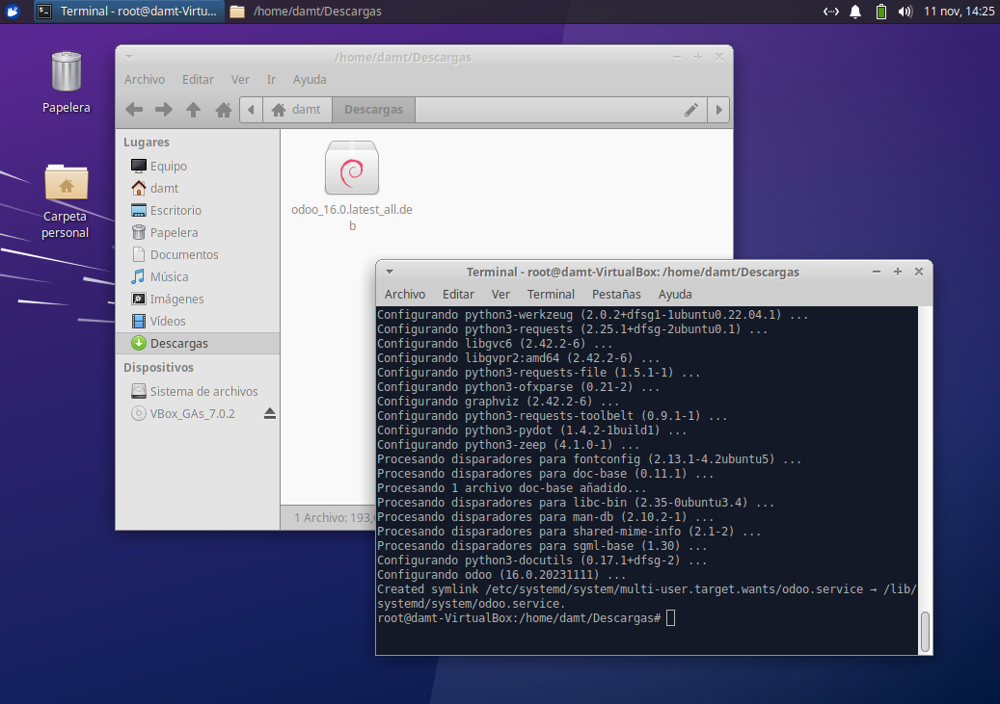 Terminal - root@damt-Virtu...
/home/damt/Descargas
11 nov, 14:25
Papelera
Carpeta
personal
/home/damt/Descargas
Archivo Editar Ver Ir Ayuda
damt Descargas
Lugares
Equipo
damt
Escritorio
Papelera
Documentos
Música
Imágenes
Vídeos
Descargas
Dispositivos
Sistema de archivos
VBox_GAs_7.0.2
odoo_16.0.latest_all.de
b
1 Archivo: 193,
Terminal - root@damt-VirtualBox: /home/damt/Descargas
Archivo Editar Ver Terminal Pestañas Ayuda
Configurando python3-werkzeug (2.0.2+dfsg1-1ubuntu0.22.04.1) ...
Configurando python3-requests (2.25.1+dfsg-2ubuntu0.1) ...
Configurando libgvc6 (2.42.2-6) ...
Configurando libgvpr2:amd64 (2.42.2-6) ...
Configurando python3-requests-file (1.5.1-1) ...
Configurando python3-ofxparse (0.21-2) ...
Configurando graphviz (2.42.2-6) ...
Configurando python3-requests-toolbelt (0.9.1-1) ...
Configurando python3-pydot (1.4.2-1build1) ...
Configurando python3-zeep (4.1.0-1) ...
Procesando disparadores para fontconfig (2.13.1-4.2ubuntu5) ...
Procesando disparadores para doc-base (0.11.1) ...
Procesando 1 archivo doc-base añadido...
Procesando disparadores para libc-bin (2.35-0ubuntu3.4) ...
Procesando disparadores para man-db (2.10.2-1) ...
Procesando disparadores para shared-mime-info (2.1-2) ...
Procesando disparadores para sgml-base (1.30) ...
Configurando python3-docutils (0.17.1+dfsg-2) ...
Configurando odoo (16.0.20231111) ...
Created symlink /etc/systemd/system/multi-user.target.wants/odoo.service → /lib/
systemd/system/odoo.service.
root@damt-VirtualBox:/home/damt/Descargas#